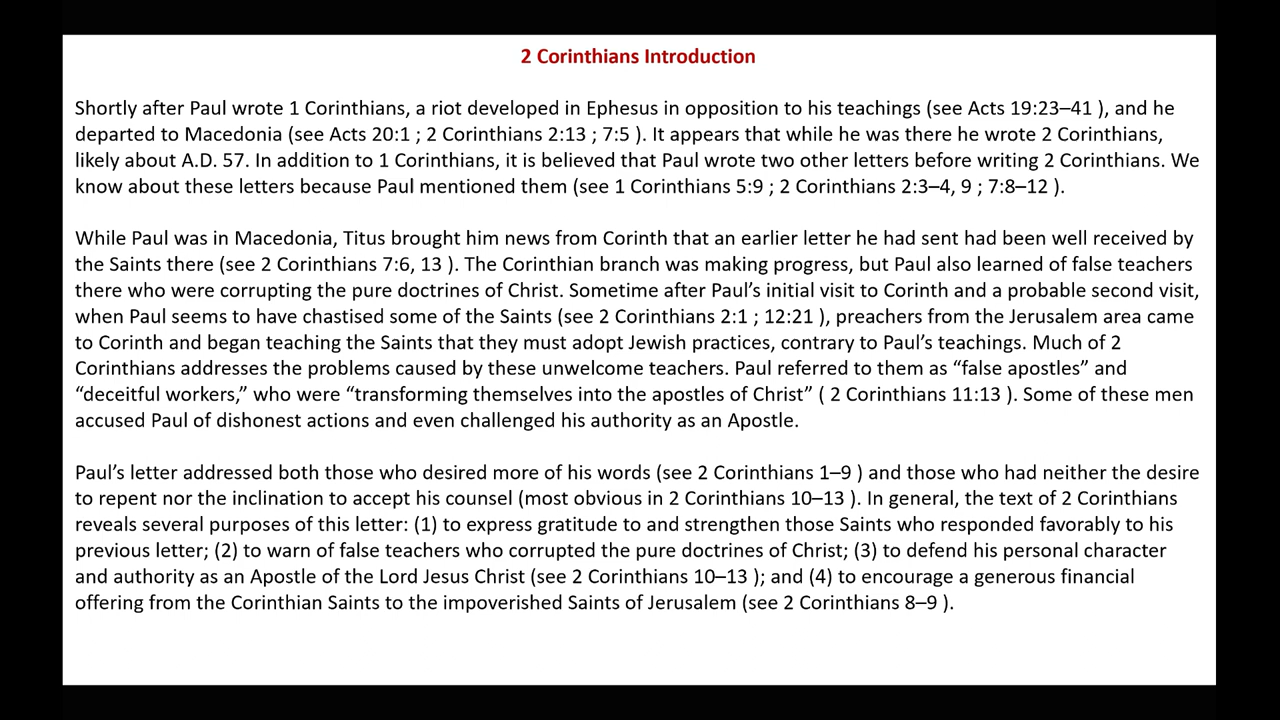 2 Corinthians Introduction
Shortly after Paul wrote 1 Corinthians, a riot developed in Ephesus in opposition to his teachings (see Acts 19:23–41 ), and he
departed to Macedonia (see Acts 20:1 ; 2 Corinthians 2:13 ; 7:5 ). It appears that while he was there he wrote 2 Corinthians,
likely about A.D. 57. In addition to 1 Corinthians, it is believed that Paul wrote two other letters before writing 2 Corinthians. We
know about these letters because Paul mentioned them (see 1 Corinthians 5:9 ; 2 Corinthians 2:3–4, 9 ; 7:8–12 ).
While Paul was in Macedonia, Titus brought him news from Corinth that an earlier letter he had sent had been well received by
the Saints there (see 2 Corinthians 7:6, 13 ). The Corinthian branch was making progress, but Paul also learned of false teachers
there who were corrupting the pure doctrines of Christ. Sometime after Paul’s initial visit to Corinth and a probable second visit,
when Paul seems to have chastised some of the Saints (see 2 Corinthians 2:1 ; 12:21 ), preachers from the Jerusalem area came
to Corinth and began teaching the Saints that they must adopt Jewish practices, contrary to Paul’s teachings. Much of 2
Corinthians addresses the problems caused by these unwelcome teachers. Paul referred to them as “false apostles” and
“deceitful workers,” who were “transforming themselves into the apostles of Christ” ( 2 Corinthians 11:13 ). Some of these men
accused Paul of dishonest actions and even challenged his authority as an Apostle.
Paul’s letter addressed both those who desired more of his words (see 2 Corinthians 1–9 ) and those who had neither the desire
to repent nor the inclination to accept his counsel (most obvious in 2 Corinthians 10–13 ). In general, the text of 2 Corinthians
reveals several purposes of this letter: (1) to express gratitude to and strengthen those Saints who responded favorably to his
previous letter; (2) to warn of false teachers who corrupted the pure doctrines of Christ; (3) to defend his personal character
and authority as an Apostle of the Lord Jesus Christ (see 2 Corinthians 10–13 ); and (4) to encourage a generous financial
offering from the Corinthian Saints to the impoverished Saints of Jerusalem (see 2 Corinthians 8–9 ).